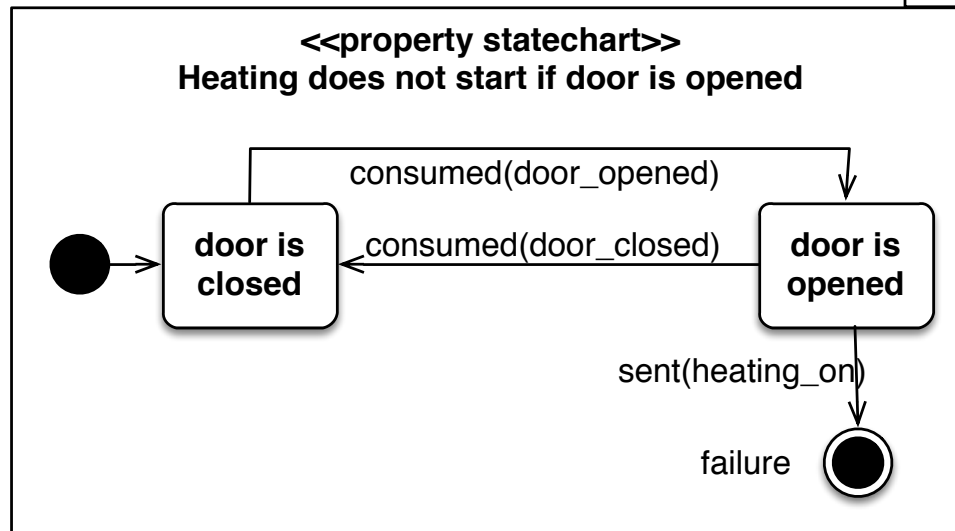 <<property statechart>>
Heating does not start if door is opened
consumed(door_opened)
door is
closed
consumed(door_closed)
door is
opened
sent(heating_on)
failure